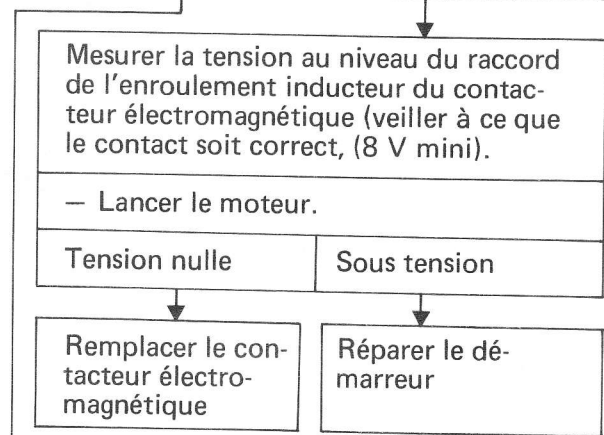 Mesurer la tension au niveau du raccord
de l'enroulement inducteur du contac-
teur électromagnétique (veiller à ce que
le contact soit correct, (8 V mini).
— Lancer le moteur.
Tension nulle
Sous tension
Remplacer le con-
tacteur électro-
magnétique
Réparer le dé-
marreur